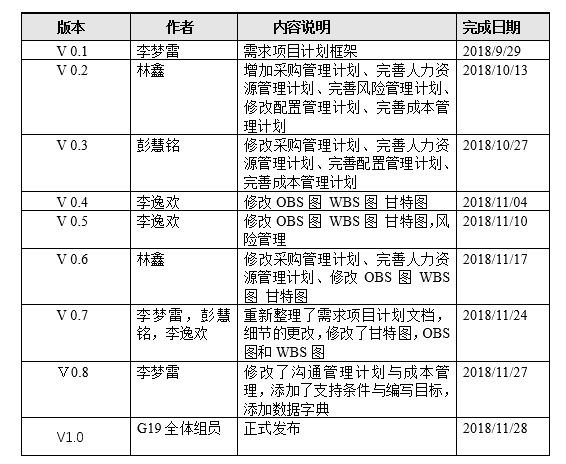 版本 作者 内容说明 完成日期
V 0.1 李梦雷 需求项目计划框架 2018/9/29
V 0.2 林鑫 增加采购管理计划、完善人力资 2018/10/13
源管理计划、完善风险管理计划、
修改配置管理计划、完善成本管
理计划
V 0.3 彭慧铭 修改采购管理计划、完善人力资 2018/10/27
源管理计划、完善配置管理计划、
完善成本管理计划
V 0.4 李逸欢 修改 OBS 图 WBS 图 甘特图 2018/11/04
V 0.5 李逸欢 修改 OBS 图 WBS 图 甘特图,风 2018/11/10
险管理
V 0.6 林鑫 修改采购管理计划、完善人力资 2018/11/17
源管理计划、修改 OBS 图 WBS
图 甘特图
V 0.7 李梦雷，彭慧 重新整理了需求项目计划文档， 2018/11/24
铭，李逸欢 细节的更改，修改了甘特图，OBS
图和 WBS 图
V 0.8 李梦雷 修改了沟通管理计划与成本管 2018/11/27
理，添加了支持条件与编写目标，
添加数据字典
V1.0 G19 全体组员 正式发布 2018/11/28